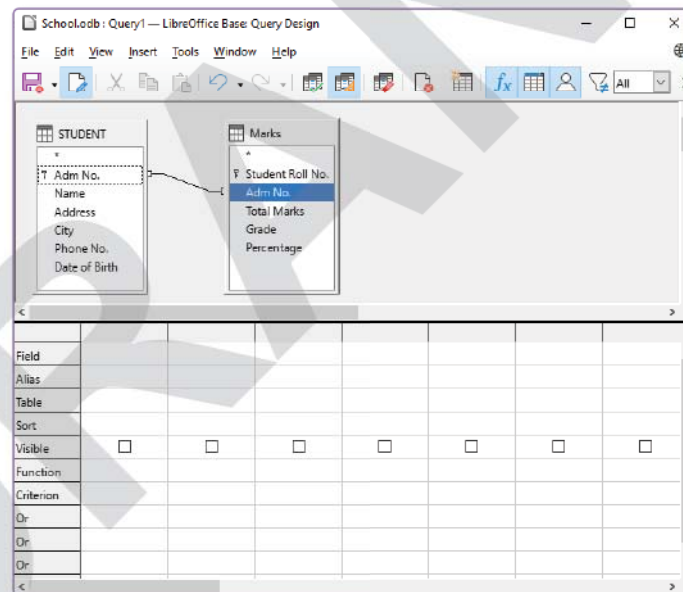 School.odb : Query1 — LibreOffice Base: Query Design
File Edit View Insert Tools Window Help
All
STUDENT
*
Adm No.
Name
Address
City
Phone No.
Date of Birth
Marks
*
Student Roll No.
Adm No.
Total Marks
Grade
Percentage
Field
Alias
Table
Sort
Visible
Function
Criterion
Or
Or
Or